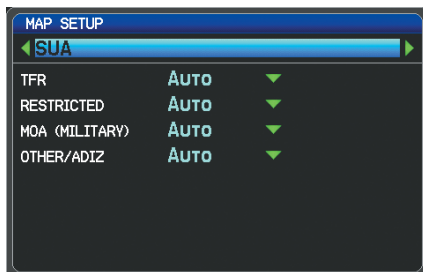 MAP SETUP
SUA
TFR AUTO
RESTRICTED AUTO
MOA (MILITARY) AUTO
OTHER/ADIZ AUTO